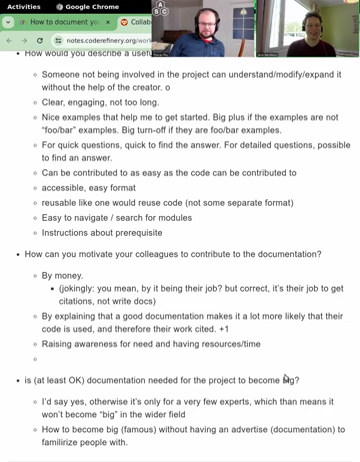 Activities Google Chrome
How to document yo
Collab
notes.coderefinery.org/work
How would you describe a usef
Someone not being involved in the project can understand/modify/expand it
without the help of the creator. o
Clear, engaging, not too long.
Nice examples that help me to get started. Big plus if the examples are not
“foo/bar” examples. Big turn-off if they are foo/bar examples.
For quick questions, quick to find the answer. For detailed questions, possible
to find an answer.
Can be contributed to as easy as the code can be contributed to
accessible, easy format
reusable like one would reuse code (not some separate format)
Easy to navigate / search for modules
Instructions about prerequisite
How can you motivate your colleagues to contribute to the documentation?
By money.
(jokingly: you mean, by it being their job? but correct, it’s their job to get
citations, not write docs)
By explaining that a good documentation makes it a lot more likely that their
code is used, and therefore their work cited. +1
Raising awareness for need and having resources/time
is (at least OK) documentation needed for the project to become big?
I’d say yes, otherwise it’s only for a very few experts, which than means it
won’t become “big” in the wider field
How to become big (famous) without having an advertise (documentation) to
familirize people with.